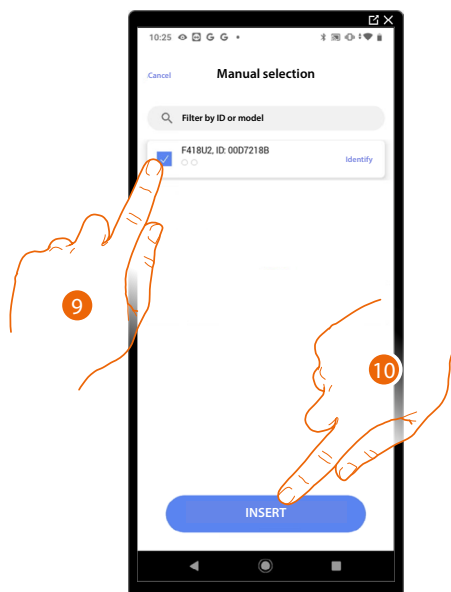 10:25 G G
Cancel
Manual selection
Filter by ID or model
F418U2, ID: 00D7218B
Identify
9
10
INSERT